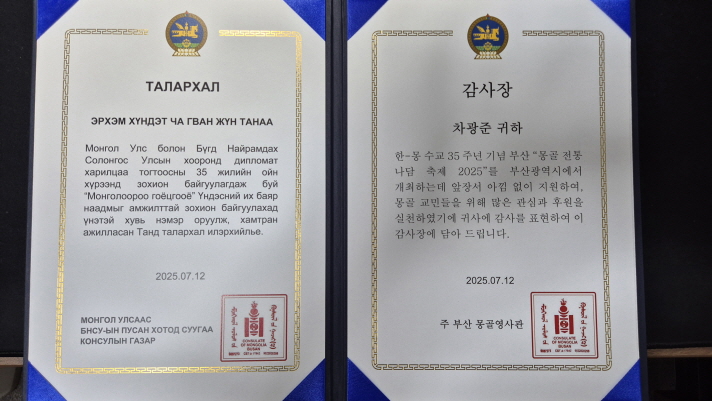 ТАЛАРХАЛ
ЭРХЭМ ХҮНДЭТ ЧА ГВАН ЖҮН ТАНАА
Монгол Улс болон Бүгд Найрамдах
Солонгос Улсын хооронд дипломат
харилцаа тогтоосны 35 жилийн ойн
хүрээнд зохион байгуулагдаж буй
“Монголоороо гоёцгооё” Үндэсний их баяр
наадмыг амжилттай зохион байгуулахад
үнэтэй хувь нэмэр оруулж, хамтран
ажилласан Танд талархал илэрхийлье.
2025.07.12
МОНГОЛ УЛСААС
БНСУ-ЫН ПУСАН ХОТОД СУУГАА
КОНСУЛЫН ГАЗАР
CONSULATE
OF MONGOLIA
BUSAN
감사장
차광준 귀하
한-몽 수교 35주년 기념 부산 “몽골 전통
나담 축제 2025”를 부산광역시에서
개최하는데 앞장서 아낌 없이 지원하여,
몽골 교민들을 위해 많은 관심과 후원을
실천하였기에 귀사에 감사를 표현하여 이
감사장에 담아 드립니다.
2025.07.12
주 부산 몽골영사관
CONSULATE
OF MONGOLIA
BUSAN